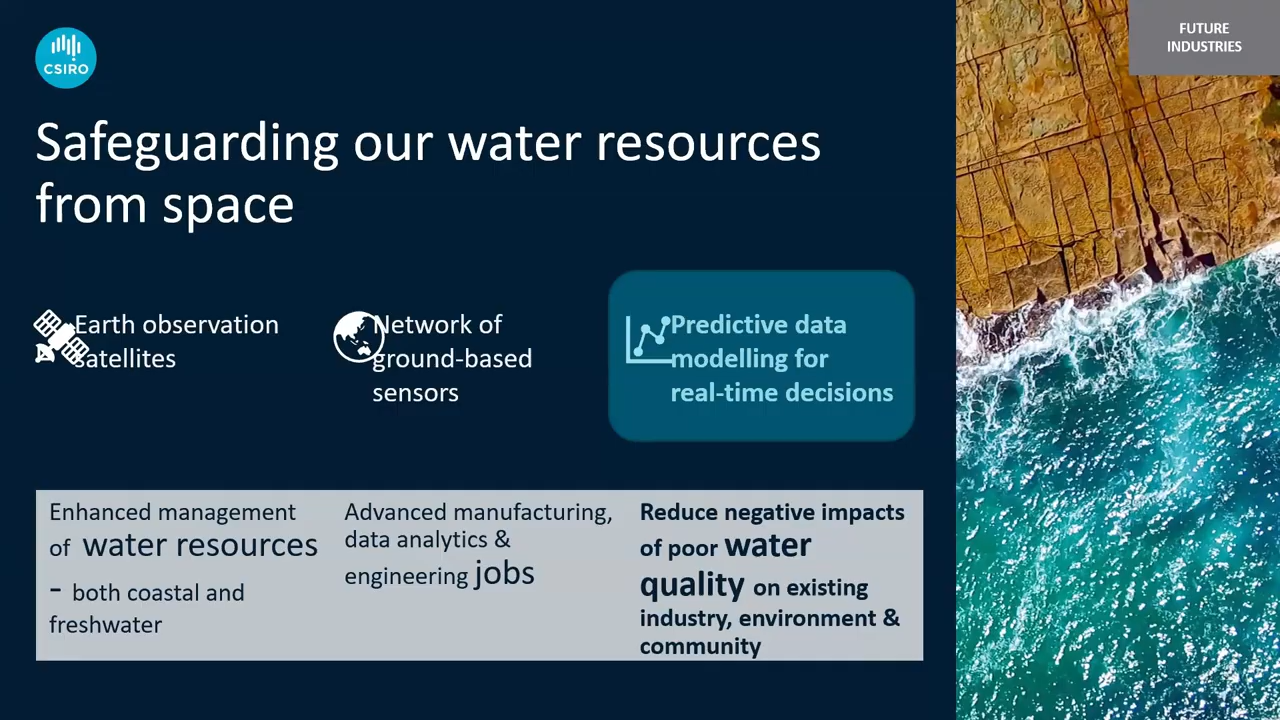 FUTURE
INDUSTRIES
CSIRO
Safeguarding our water resources
from space
Earth observation
satellites
Network of
ground-based
sensors
Predictive data
modelling for
real-time decisions
Enhanced management
of water resources
- both coastal and
freshwater
Advanced manufacturing,
data analytics &
engineering jobs
Reduce negative impacts
of poor water
quality on existing
industry, environment &
community